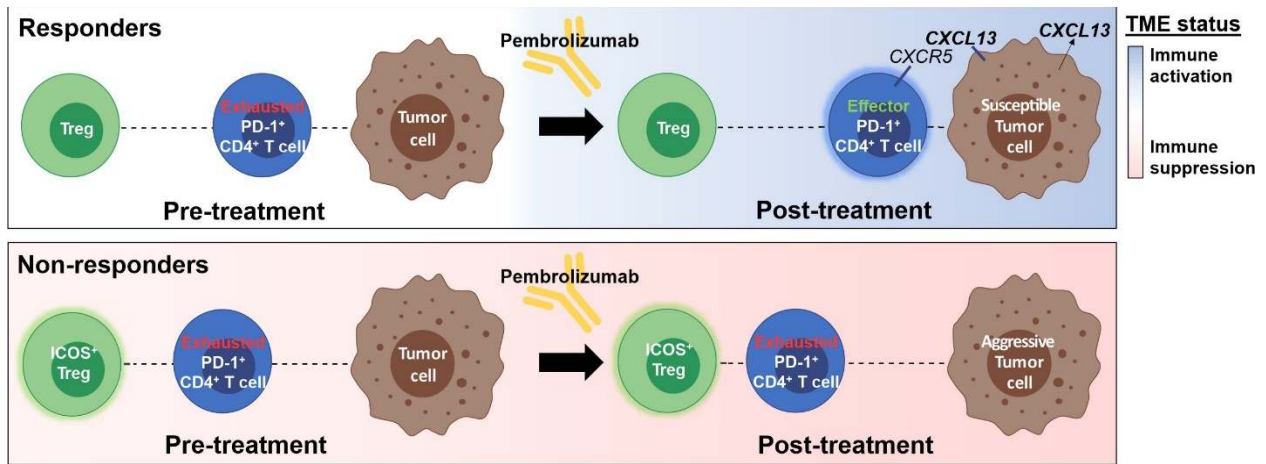 Responders
Treg
Exhausted
PD-1⁺
CD4⁺ T cell
Tumor
cell
Pre-treatment
Pembrolizumab
Treg
CXCL13
CXCR5
CXCL13
Effector
PD-1⁺
CD4⁺ T cell
Susceptible
Tumor
cell
Post-treatment
TME status
Immune
activation
Immune
suppression
Non-responders
ICOS⁺
Treg
Exhausted
PD-1⁺
CD4⁺ T cell
Tumor
cell
Pre-treatment
Pembrolizumab
ICOS⁺
Treg
Exhausted
PD-1⁺
CD4⁺ T cell
Aggressive
Tumor
cell
Post-treatment